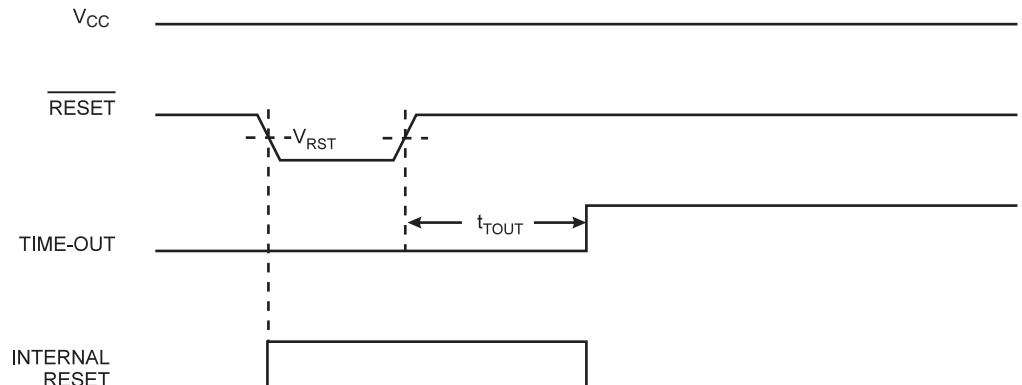 VCC
RESET
VRST
tTOUT
TIME-OUT
INTERNAL
RESET